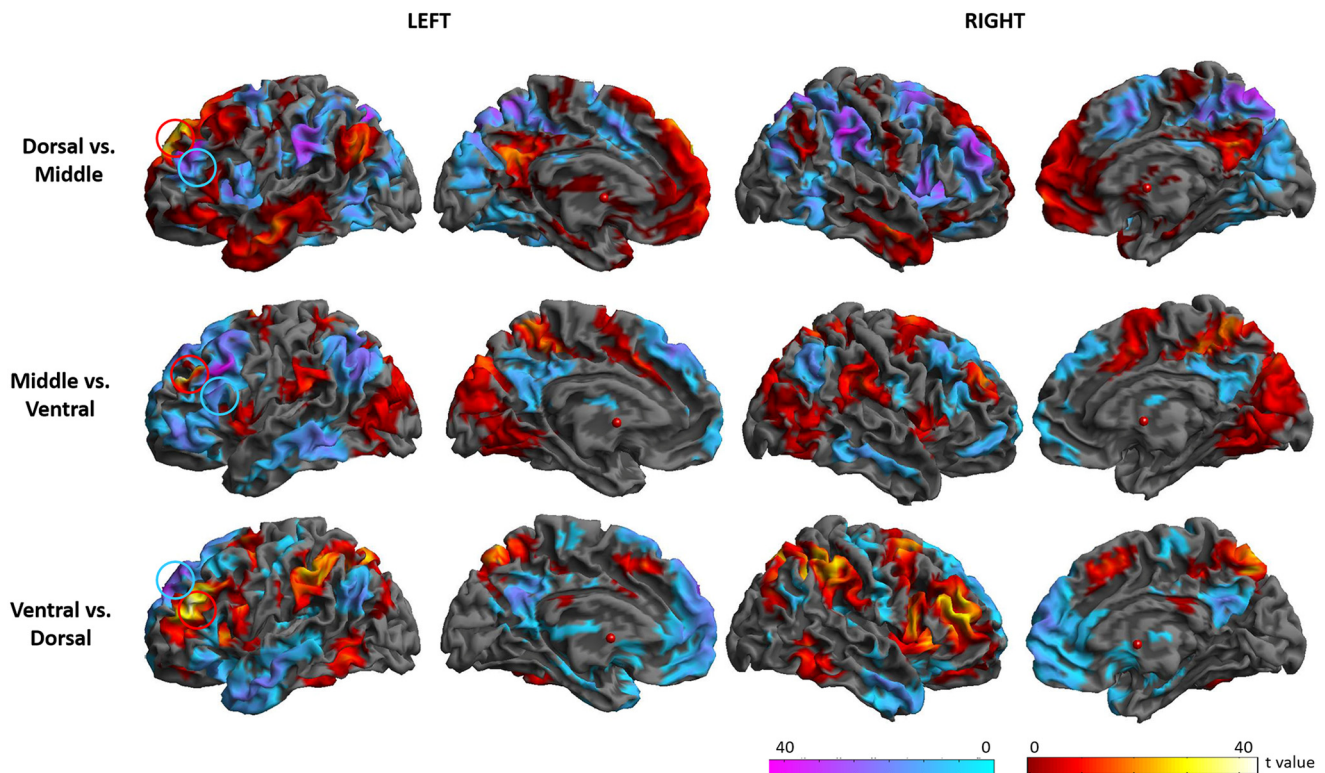 LEFT
RIGHT
Dorsal vs.
Middle
Middle vs.
Ventral
Ventral vs.
Dorsal
40 0 0 40 t value